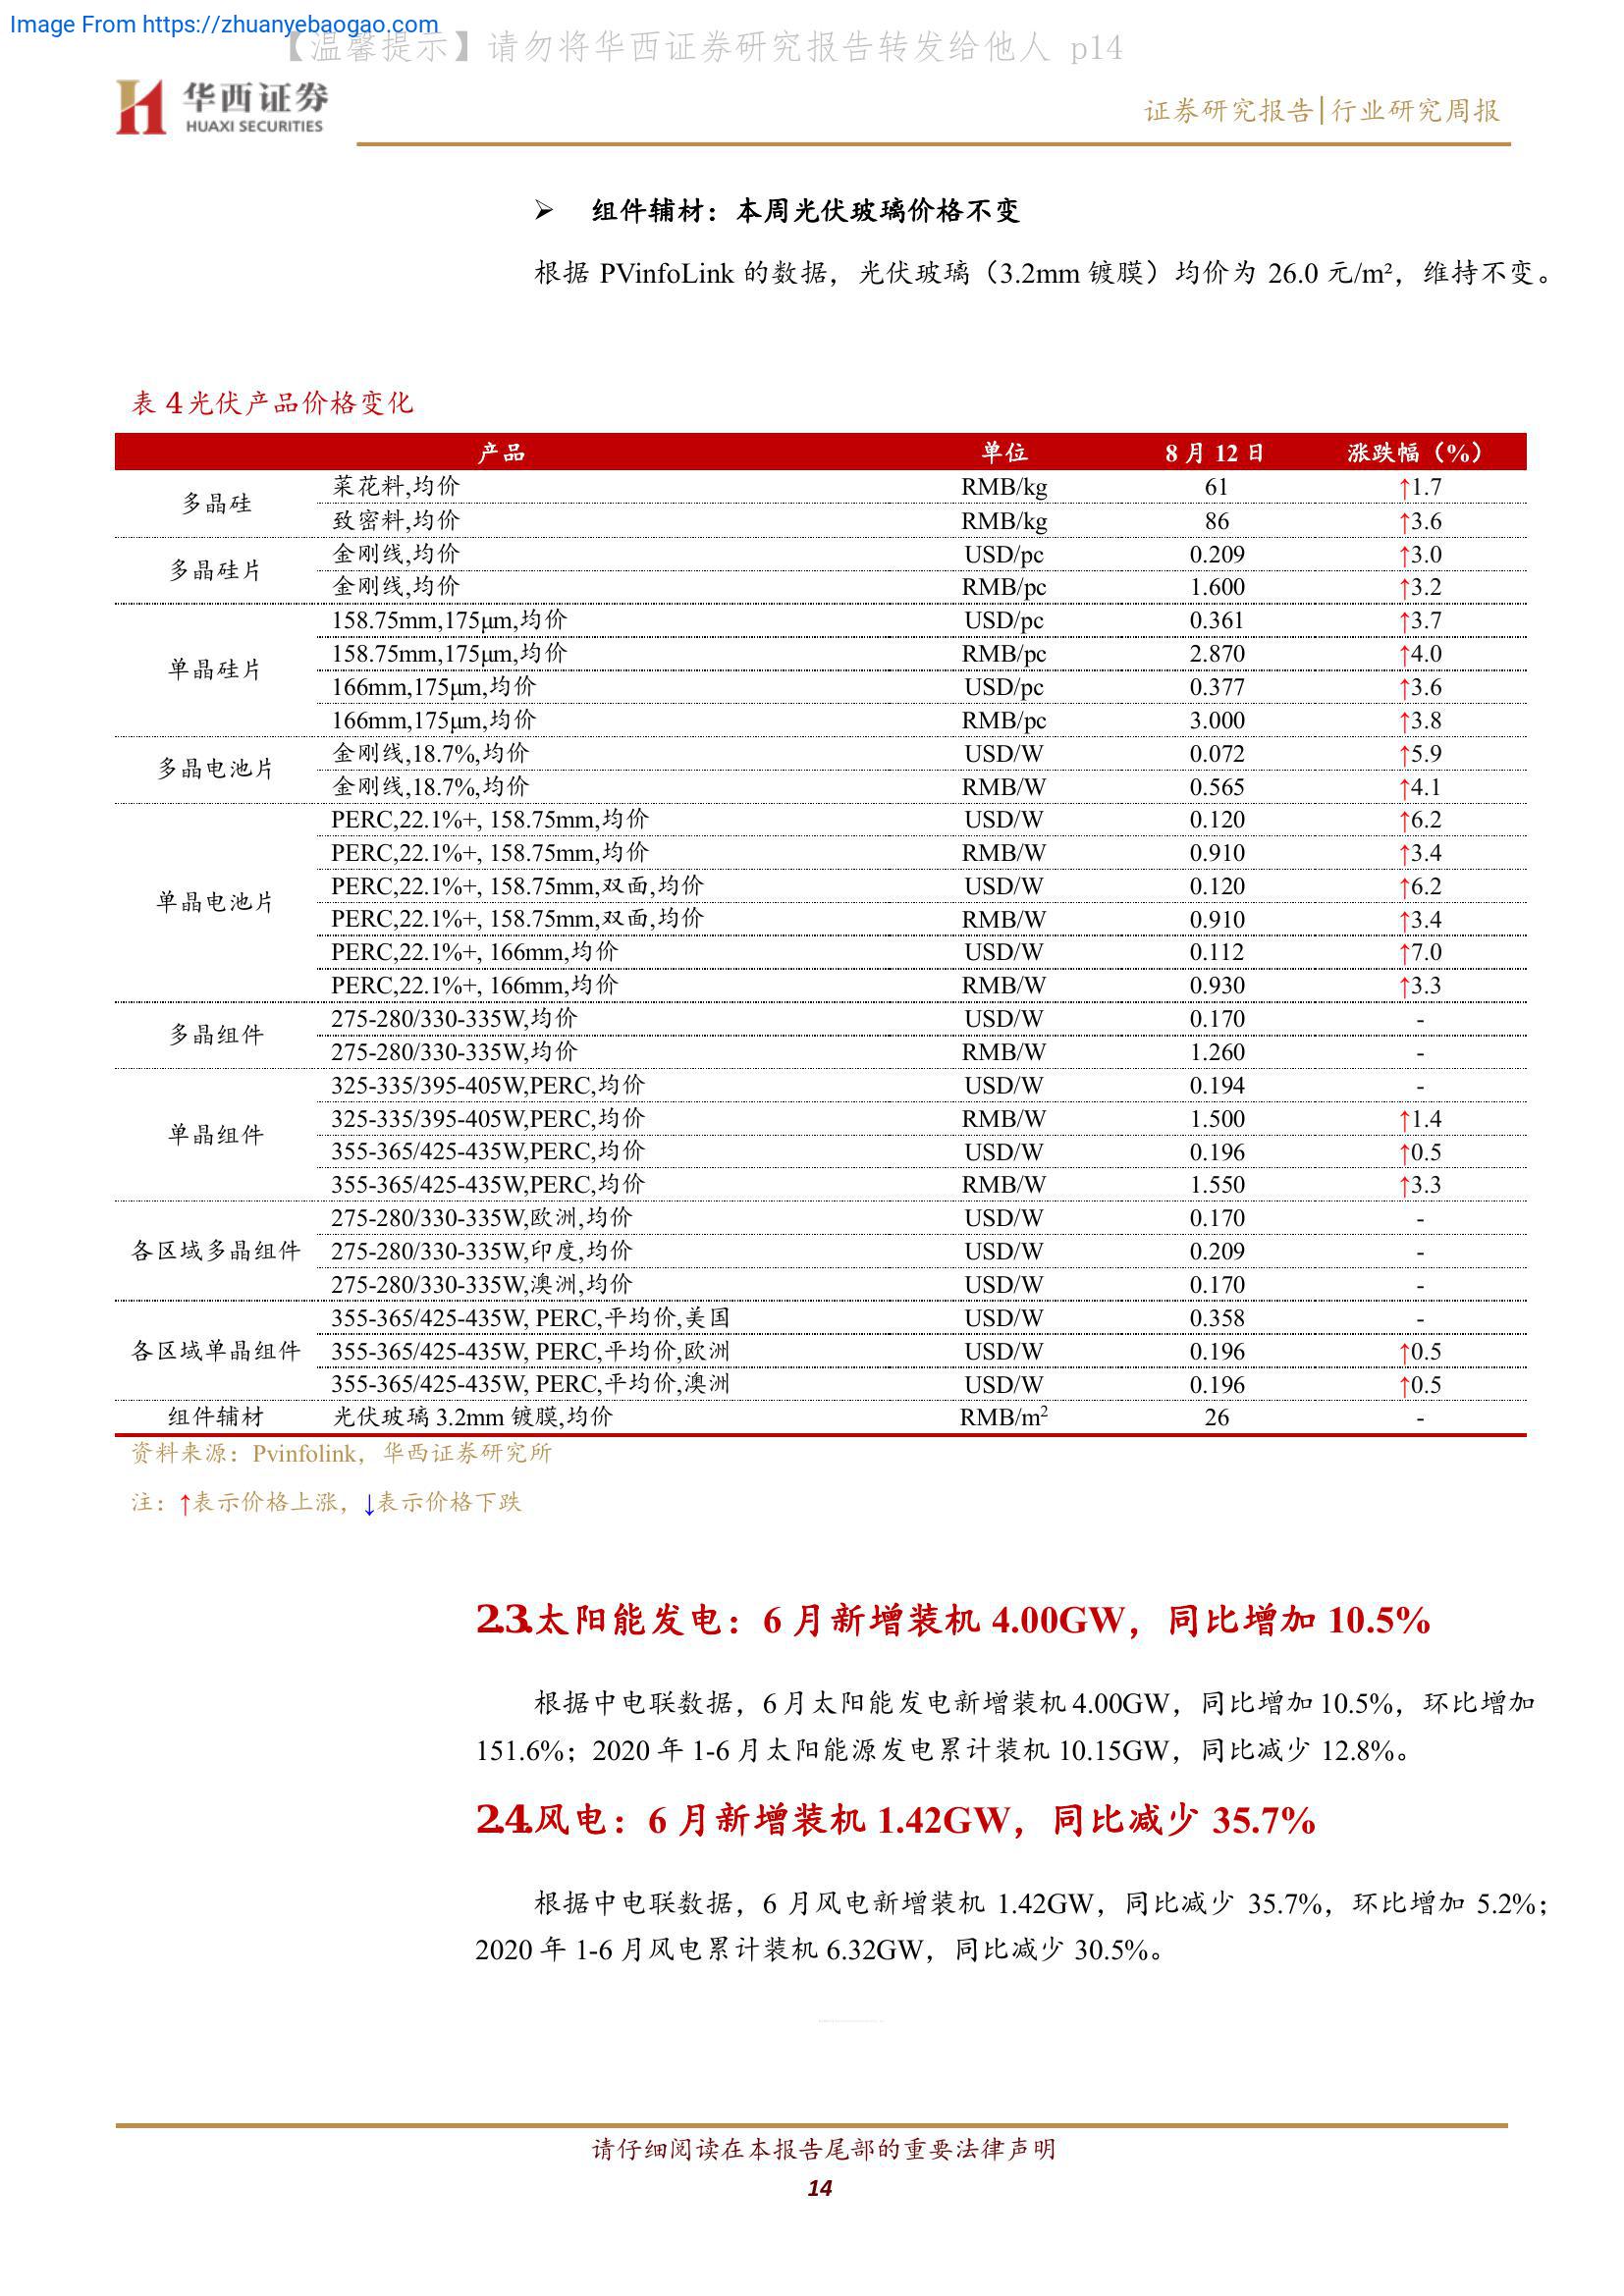 Image From https://zhuanyebaogao.com
【温馨提示】请勿将华西证券研究报告转发给他人 p14
华西证券
HUAXI SECURITIES
证券研究报告|行业研究周报
➢ 组件辅材：本周光伏玻璃价格不变
根据 PVinfoLink 的数据，光伏玻璃（3.2mm 镀膜）均价为 26.0 元/m²，维持不变。
表 4 光伏产品价格变化
产品 单位 8 月 12 日 涨跌幅（%）
多晶硅
菜花料,均价 RMB/kg 61 ↑1.7
致密料,均价 RMB/kg 86 ↑3.6
多晶硅片
金刚线,均价 USD/pc 0.209 ↑3.0
金刚线,均价 RMB/pc 1.600 ↑3.2
单晶硅片
158.75mm,175μm,均价 USD/pc 0.361 ↑3.7
158.75mm,175μm,均价 RMB/pc 2.870 ↑4.0
166mm,175μm,均价 USD/pc 0.377 ↑3.6
166mm,175μm,均价 RMB/pc 3.000 ↑3.8
多晶电池片
金刚线,18.7%,均价 USD/W 0.072 ↑5.9
金刚线,18.7%,均价 RMB/W 0.565 ↑4.1
单晶电池片
PERC,22.1%+, 158.75mm,均价 USD/W 0.120 ↑6.2
PERC,22.1%+, 158.75mm,均价 RMB/W 0.910 ↑3.4
PERC,22.1%+, 158.75mm,双面,均价 USD/W 0.120 ↑6.2
PERC,22.1%+, 158.75mm,双面,均价 RMB/W 0.910 ↑3.4
PERC,22.1%+, 166mm,均价 USD/W 0.112 ↑7.0
PERC,22.1%+, 166mm,均价 RMB/W 0.930 ↑3.3
多晶组件
275-280/330-335W,均价 USD/W 0.170 -
275-280/330-335W,均价 RMB/W 1.260 -
单晶组件
325-335/395-405W,PERC,均价 USD/W 0.194 -
325-335/395-405W,PERC,均价 RMB/W 1.500 ↑1.4
355-365/425-435W,PERC,均价 USD/W 0.196 ↑0.5
355-365/425-435W,PERC,均价 RMB/W 1.550 ↑3.3
各区域多晶组件
275-280/330-335W,欧洲,均价 USD/W 0.170 -
275-280/330-335W,印度,均价 USD/W 0.209 -
275-280/330-335W,澳洲,均价 USD/W 0.170 -
各区域单晶组件
355-365/425-435W, PERC,平均价,美国 USD/W 0.358 -
355-365/425-435W, PERC,平均价,欧洲 USD/W 0.196 ↑0.5
355-365/425-435W, PERC,平均价,澳洲 USD/W 0.196 ↑0.5
组件辅材 光伏玻璃 3.2mm 镀膜,均价 RMB/m² 26 -
资料来源：Pvinfolink，华西证券研究所
注：↑表示价格上涨，↓表示价格下跌
2.3.太阳能发电：6 月新增装机 4.00GW，同比增加 10.5%
根据中电联数据，6 月太阳能发电新增装机 4.00GW，同比增加 10.5%，环比增加
151.6%；2020 年 1-6 月太阳能源发电累计装机 10.15GW，同比减少 12.8%。
2.4.风电：6 月新增装机 1.42GW，同比减少 35.7%
根据中电联数据，6 月风电新增装机 1.42GW，同比减少 35.7%，环比增加 5.2%；
2020 年 1-6 月风电累计装机 6.32GW，同比减少 30.5%。
请仔细阅读在本报告尾部的重要法律声明
14